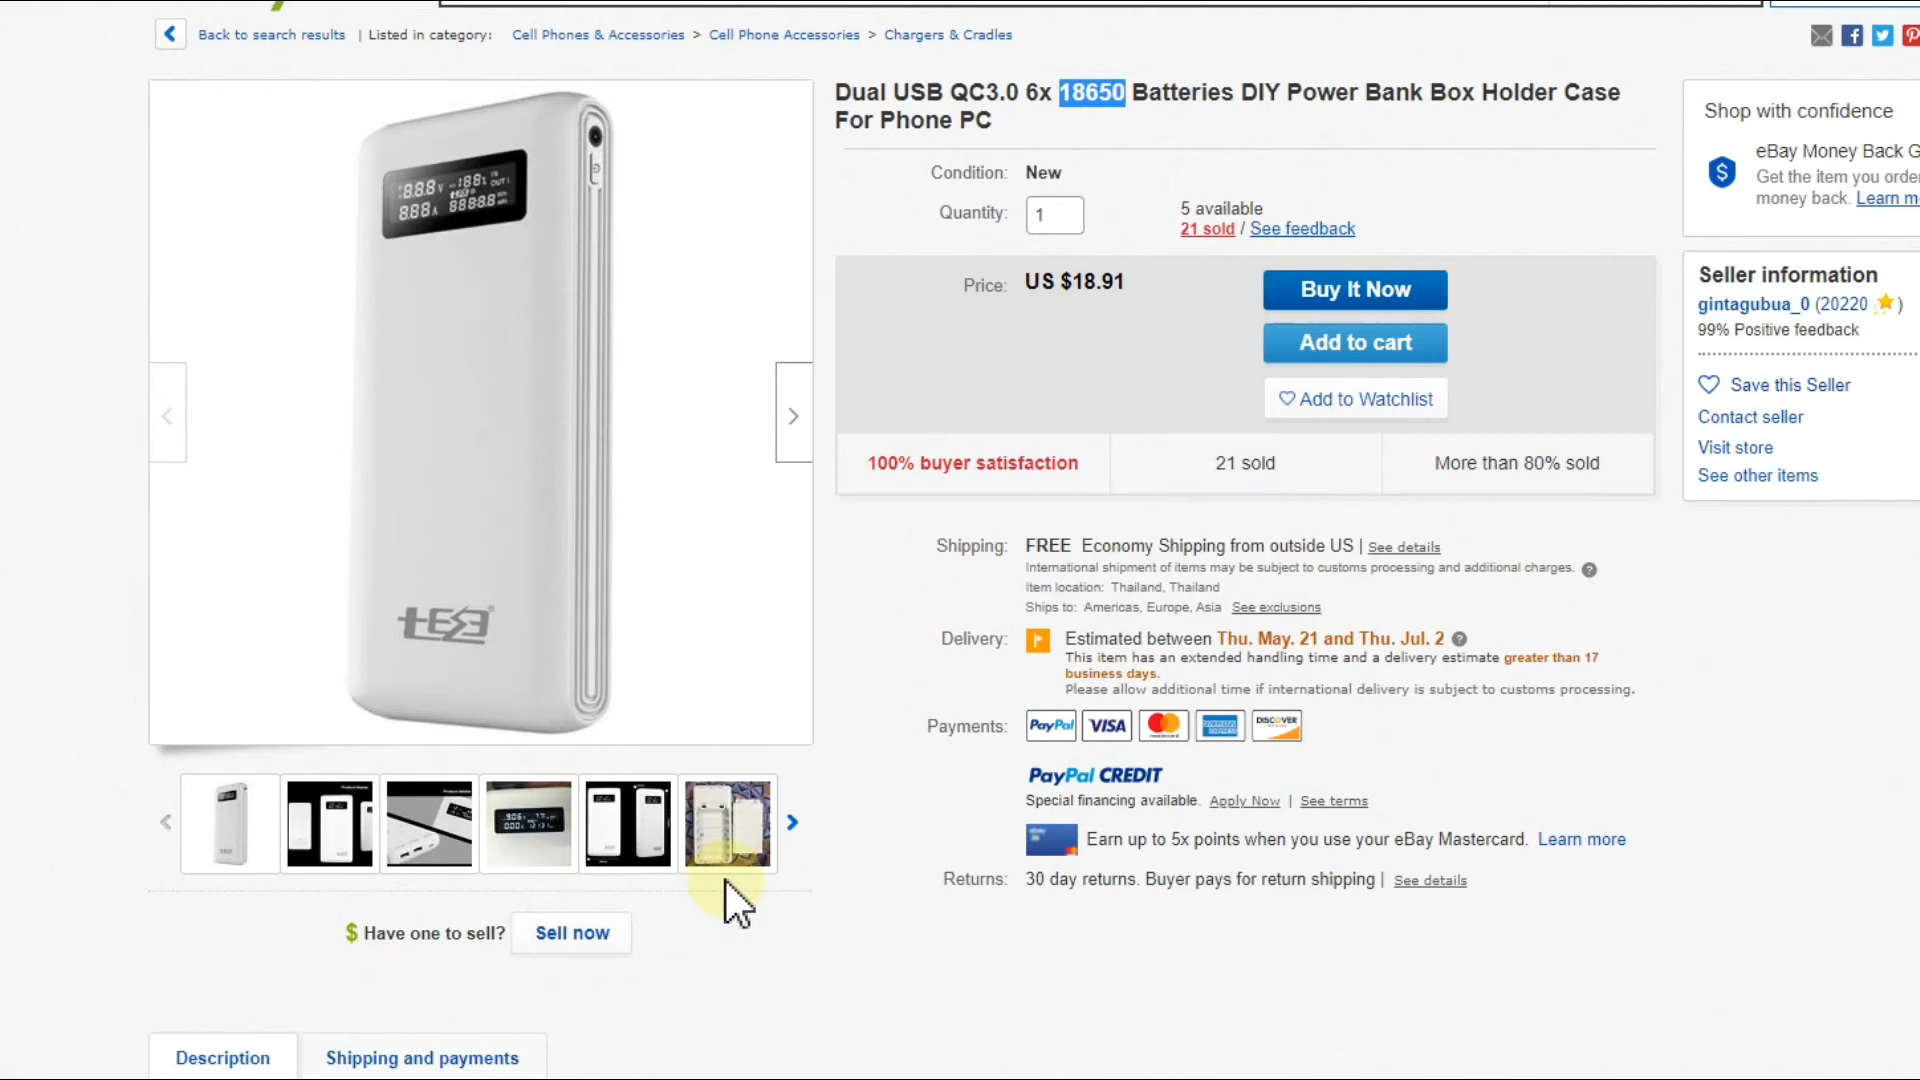 Back to search results | Listed in category: Cell Phones & Accessories > Cell Phone Accessories > Chargers & Cradles
Dual USB QC3.0 6x 18650 Batteries DIY Power Bank Box Holder Case
For Phone PC
Condition: New
Quantity: 1
5 available
21 sold / See feedback
Price: US $18.91
Buy It Now
Add to cart
Add to Watchlist
100% buyer satisfaction
21 sold
More than 80% sold
Shipping: FREE Economy Shipping from outside US | See details
International shipment of items may be subject to customs processing and additional charges.
Item location: Thailand, Thailand
Ships to: Americas, Europe, Asia See exclusions
Delivery: Estimated between Thu. May. 21 and Thu. Jul. 2
This item has an extended handling time and a delivery estimate greater than 17
business days.
Please allow additional time if international delivery is subject to customs processing.
Payments: PayPal VISA mastercard AMERICAN EXPRESS DISCOVER
PayPal CREDIT
Special financing available. Apply Now | See terms
Earn up to 5x points when you use your eBay Mastercard. Learn more
Returns: 30 day returns. Buyer pays for return shipping | See details
Shop with confidence
eBay Money Back G
Get the item you orde
money back. Learn m
Seller information
gintagubua_0 (20220 )
99% Positive feedback
Save this Seller
Contact seller
Visit store
See other items
$ Have one to sell? Sell now
Description
Shipping and payments